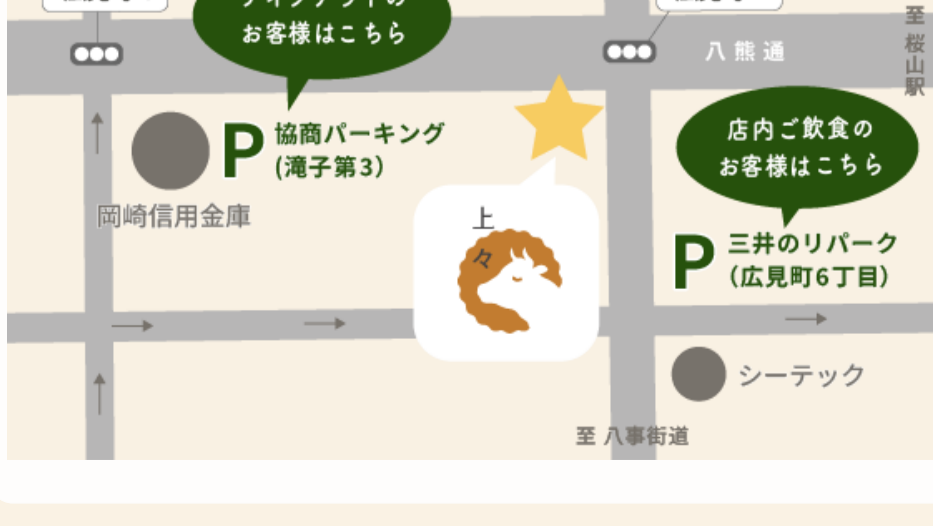 お客様はこちら
八熊通
至桜山駅
店内ご飲食の
お客様はこちら
P
協商パーキング
(滝子第3)
岡崎信用金庫
上々
P
三井のリパーク
(広見町6丁目)
シーテック
至 八事街道